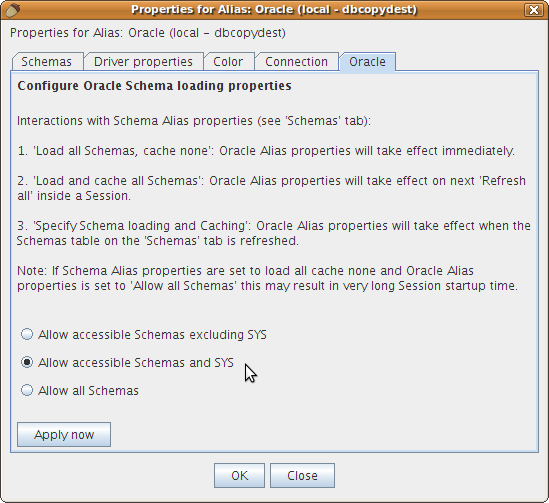 Properties for Alias: Oracle (local - dbcopydest)
Properties for Alias: Oracle (local - dbcopydest)
Schemas Driver properties Color Connection Oracle
Configure Oracle Schema loading properties
Interactions with Schema Alias properties (see 'Schemas' tab):
1. 'Load all Schemas, cache none': Oracle Alias properties will take effect immediately.
2. 'Load and cache all Schemas': Oracle Alias properties will take effect on next 'Refresh
all' inside a Session.
3. 'Specify Schema loading and Caching': Oracle Alias properties will take effect when the
Schemas table on the 'Schemas' tab is refreshed.
Note: If Schema Alias properties are set to load all cache none and Oracle Alias
properties is set to 'Allow all Schemas' this may result in very long Session startup time.
Allow accessible Schemas excluding SYS
Allow accessible Schemas and SYS
Allow all Schemas
Apply now
OK Close